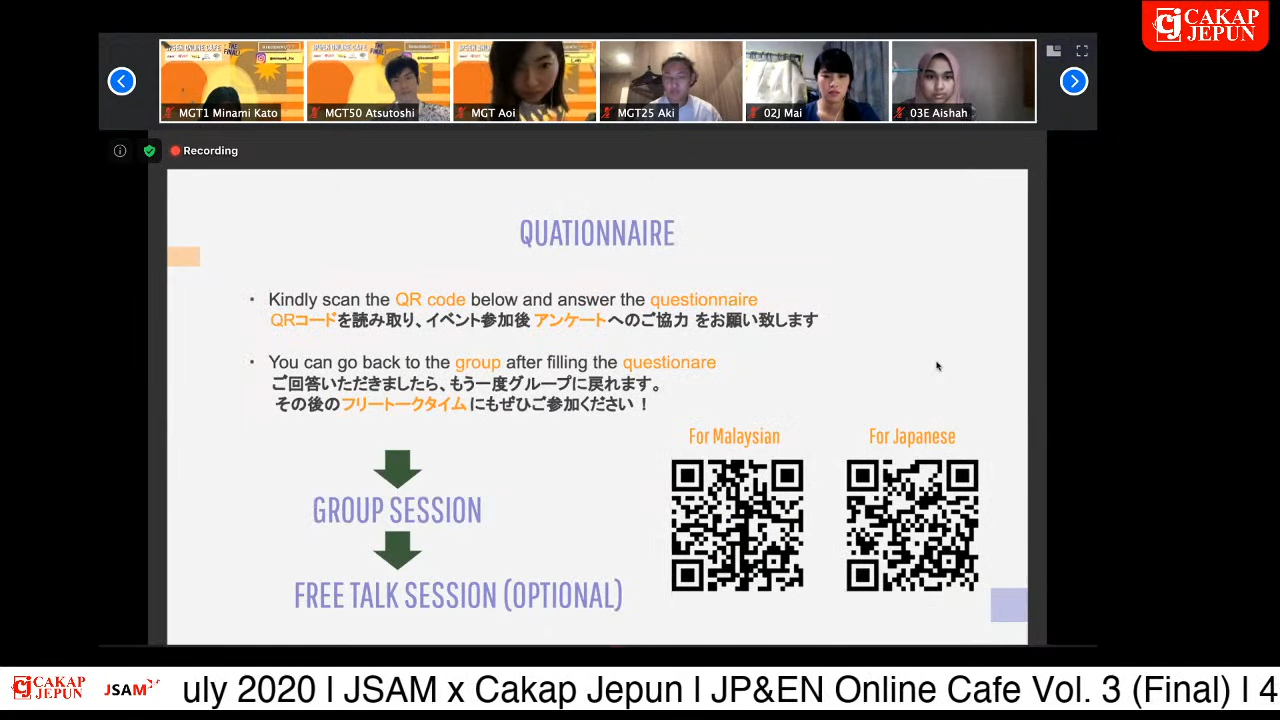 CAKAP
JEPUN
MGT1 Minami Kato
MGT50 Atsutoshi
MGT Aoi
MGT25 Aki
02J Mai
03E Aishah
Recording
QUATIONNAIRE
· Kindly scan the QR code below and answer the questionnaire
QRコードを読み取り、イベント参加後 アンケートへのご協力 をお願い致します
· You can go back to the group after filling the questionare
ご回答いただきましたら、もう一度グループに戻れます。
その後のフリートークタイムにもぜひご参加ください！
For Malaysian
For Japanese
GROUP SESSION
FREE TALK SESSION (OPTIONAL)
CAKAP
JEPUN
JSAM
uly 2020 l JSAM x Cakap Jepun l JP&EN Online Cafe Vol. 3 (Final) l 4